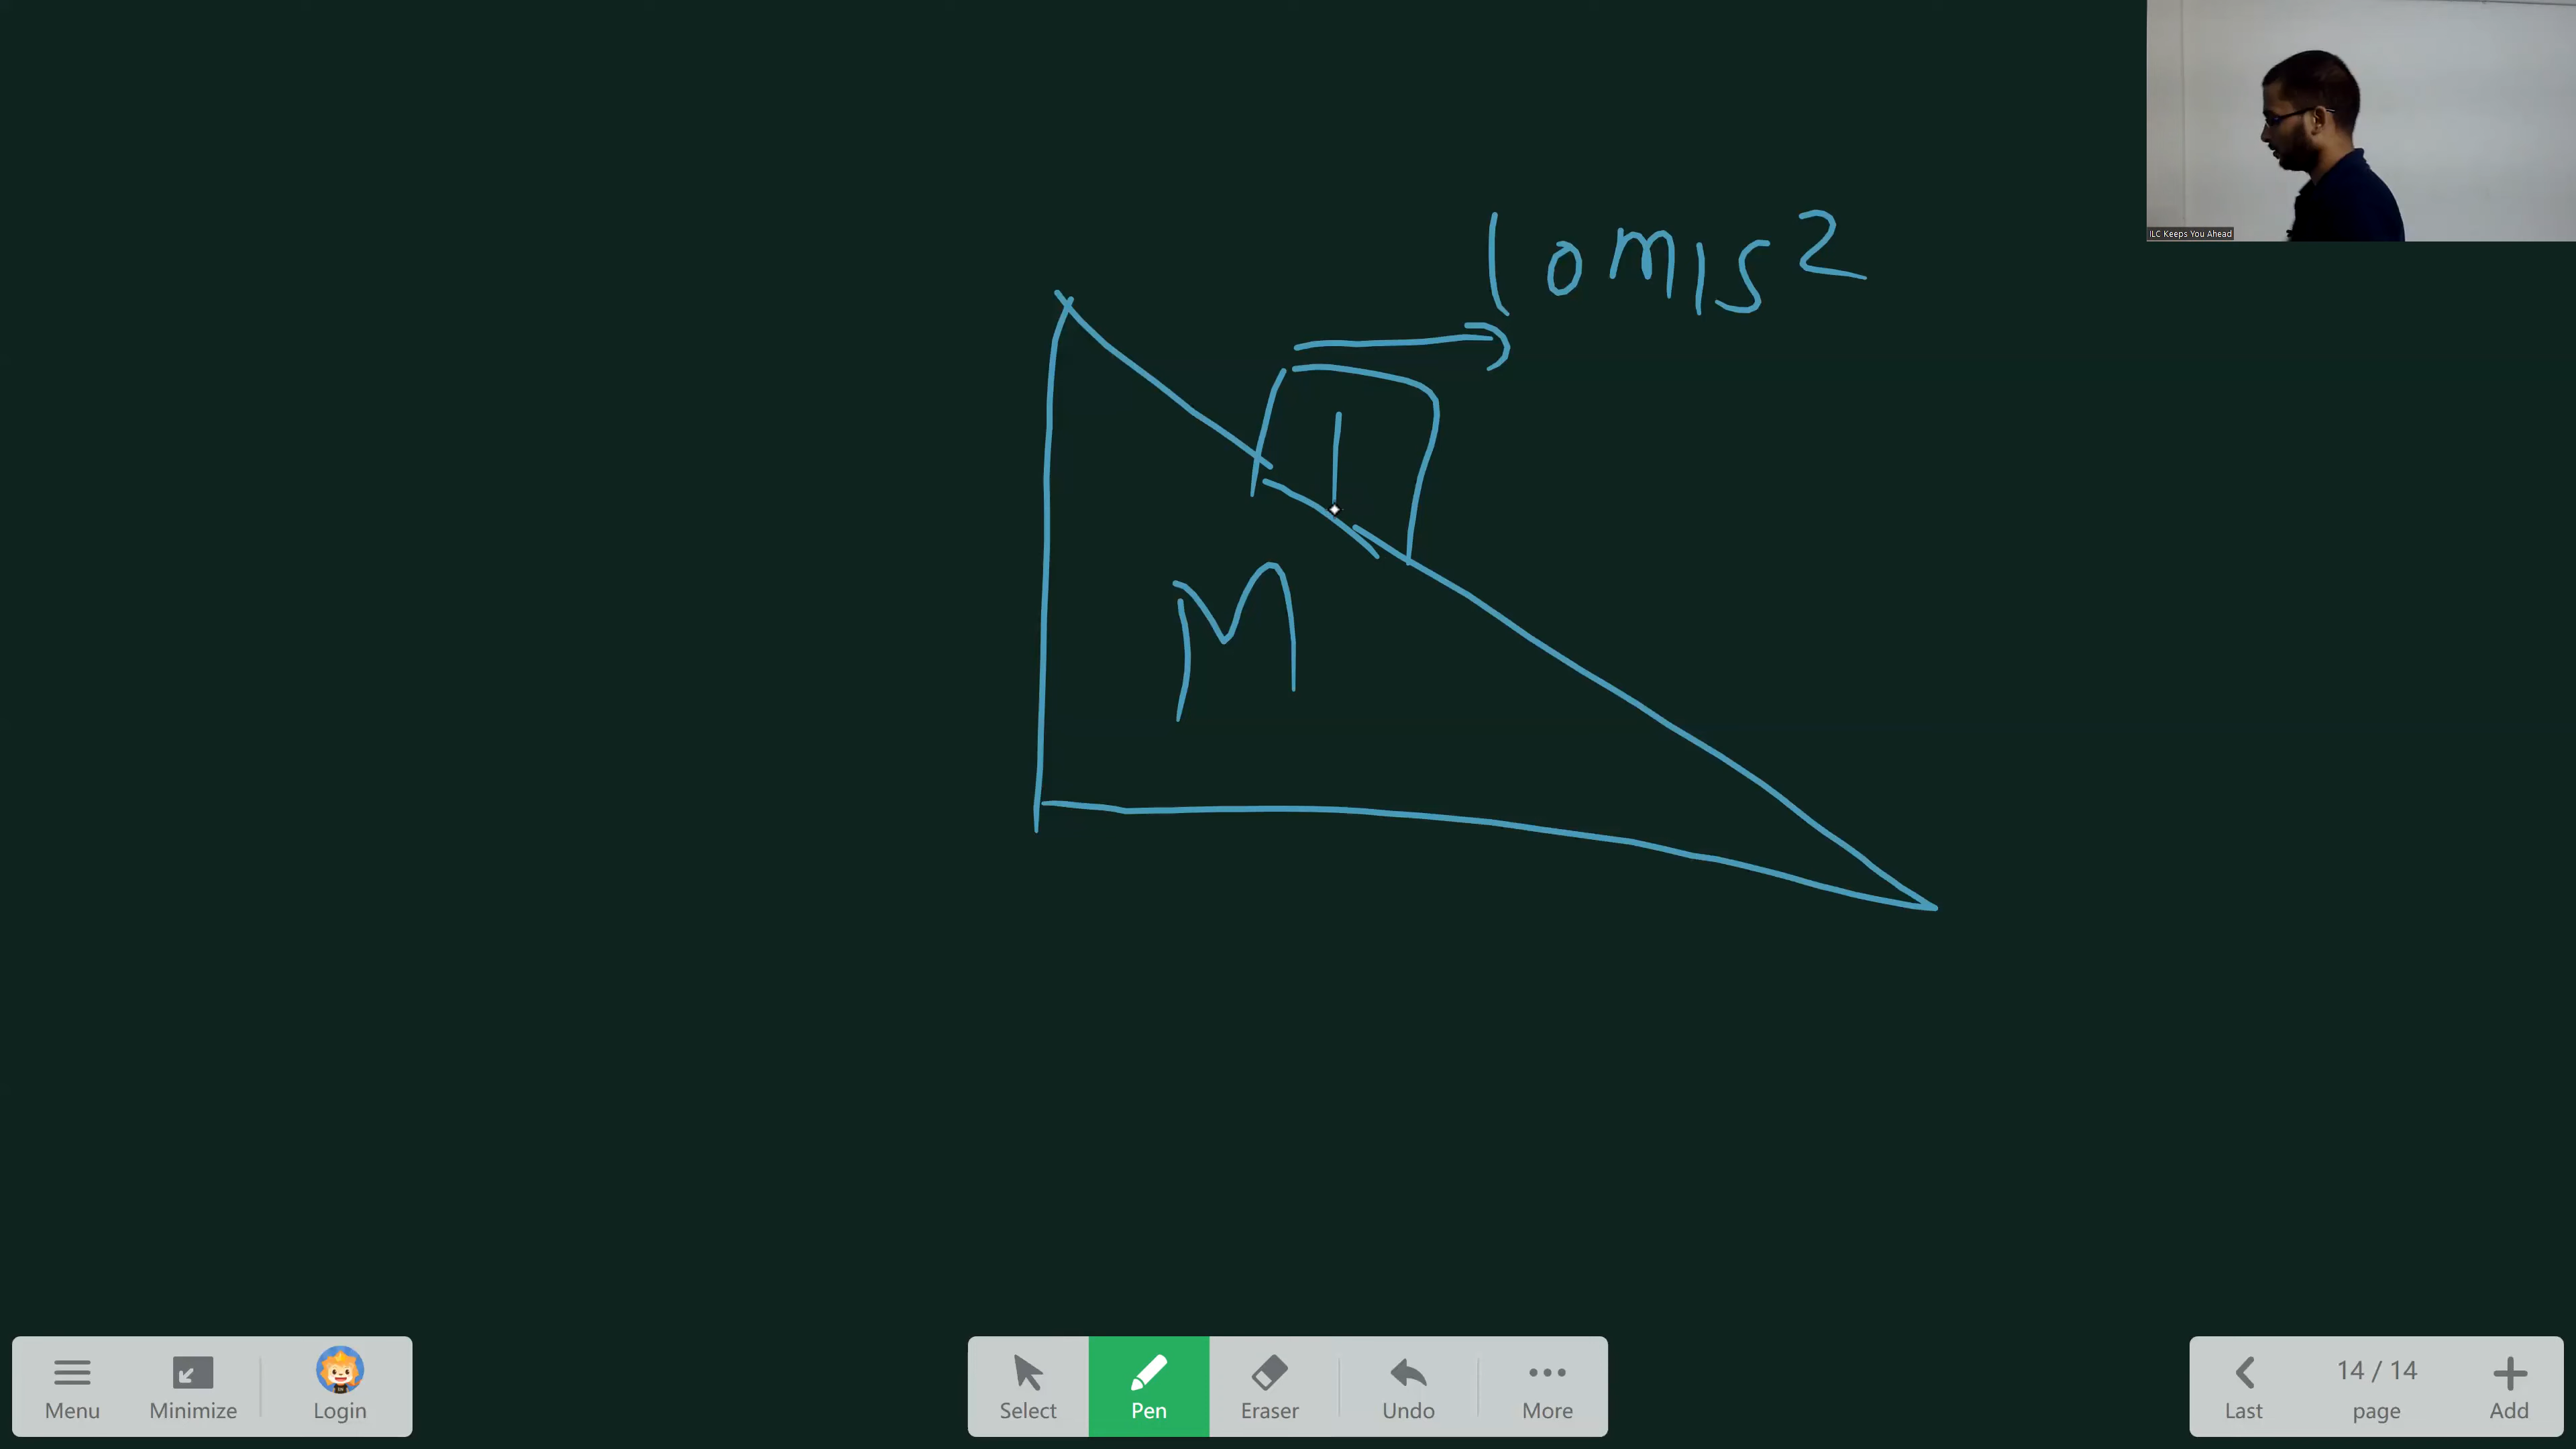 ILC Keeps You Ahead
10m/s2
1
M
Menu Minimize Login Select Pen Eraser Undo More Last 14 / 14 page Add